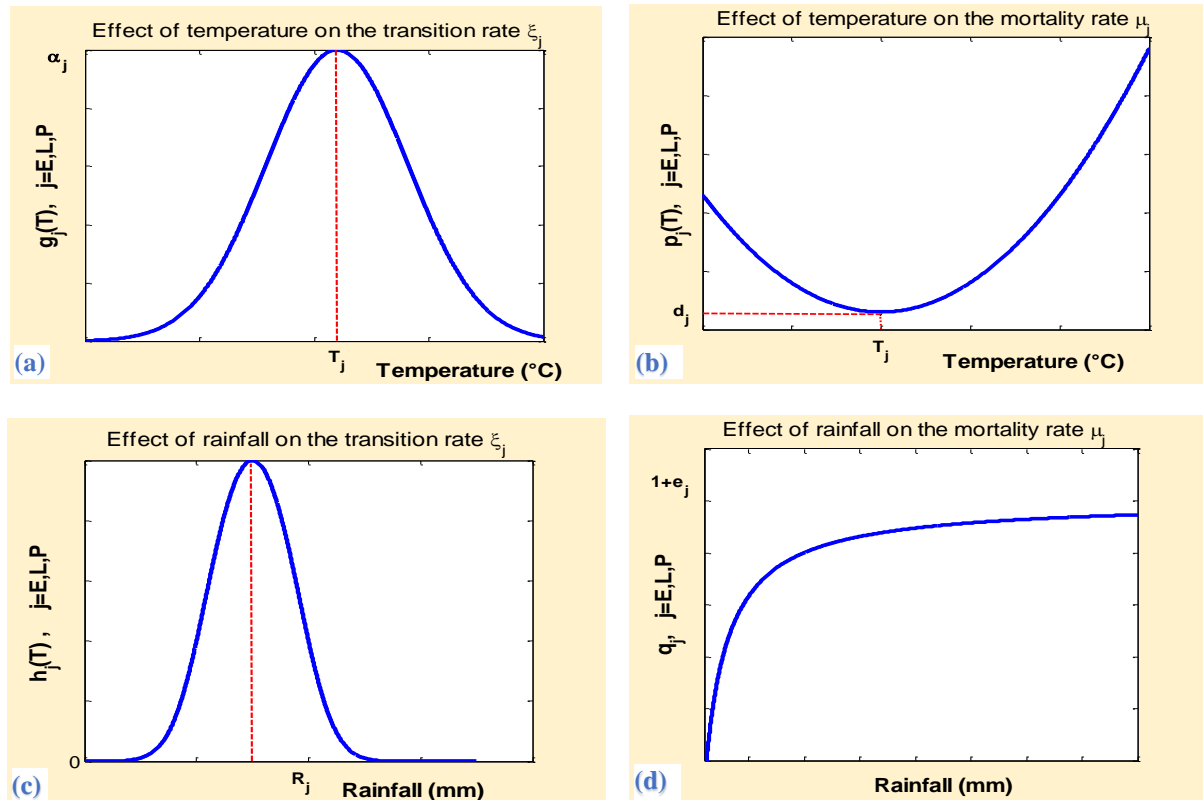 Effect of temperature on the transition rate ξj
αj
gj(T), j=E,L,P
Tj
Temperature (°C)
(a)
Effect of temperature on the mortality rate μj
pj(T), j=E,L,P
dj
Tj
Temperature (°C)
(b)
Effect of rainfall on the transition rate ξj
hj(T) , j=E,L,P
0
Rj
Rainfall (mm)
(c)
Effect of rainfall on the mortality rate μj
1+ej
qj, j=E,L,P
Rainfall (mm)
(d)